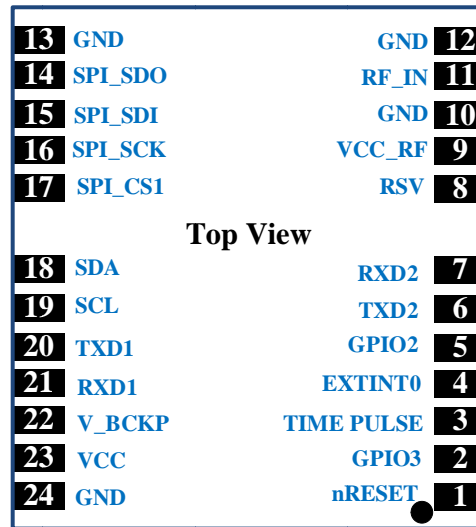 13 GND GND 12
14 SPI_SDO RF_IN 11
15 SPI_SDI GND 10
16 SPI_SCK VCC_RF 9
17 SPI_CS1 RSV 8
Top View
18 SDA RXD2 7
19 SCL TXD2 6
20 TXD1 GPIO2 5
21 RXD1 EXTINT0 4
22 V_BCKP TIME PULSE 3
23 VCC GPIO3 2
24 GND nRESET 1